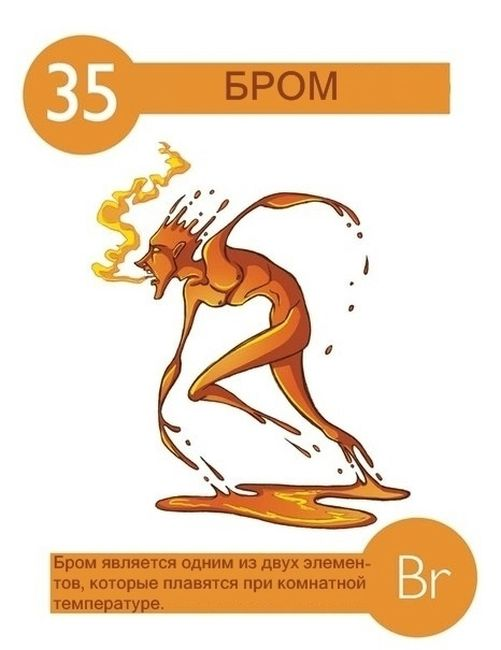 35
БРОМ
Бром является одним из двух элемен-
тов, которые плавятся при комнатной
температуре.
Br